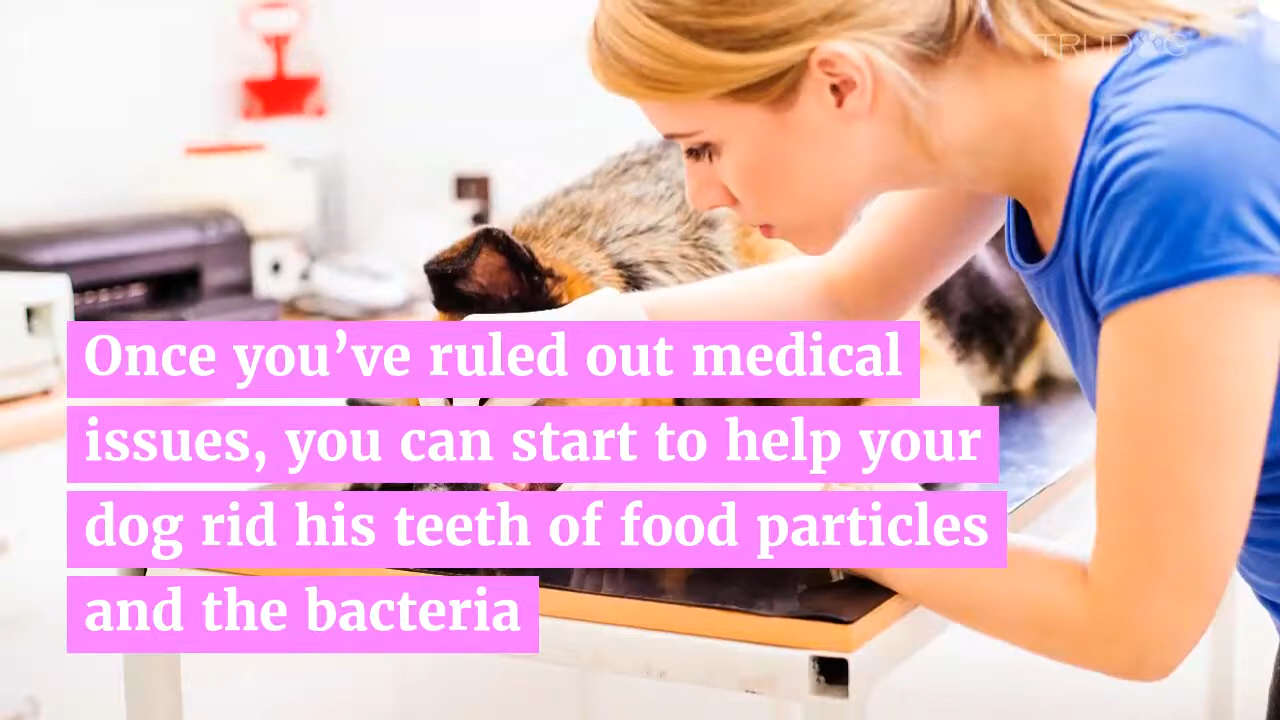 TRUDOG
Once you’ve ruled out medical
issues, you can start to help your
dog rid his teeth of food particles
and the bacteria